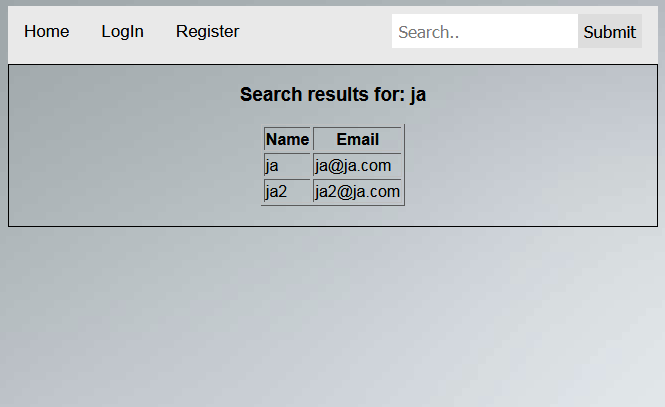 Home LogIn Register Search.. Submit
Search results for: ja
Name Email
ja ja@ja.com
ja2 ja2@ja.com